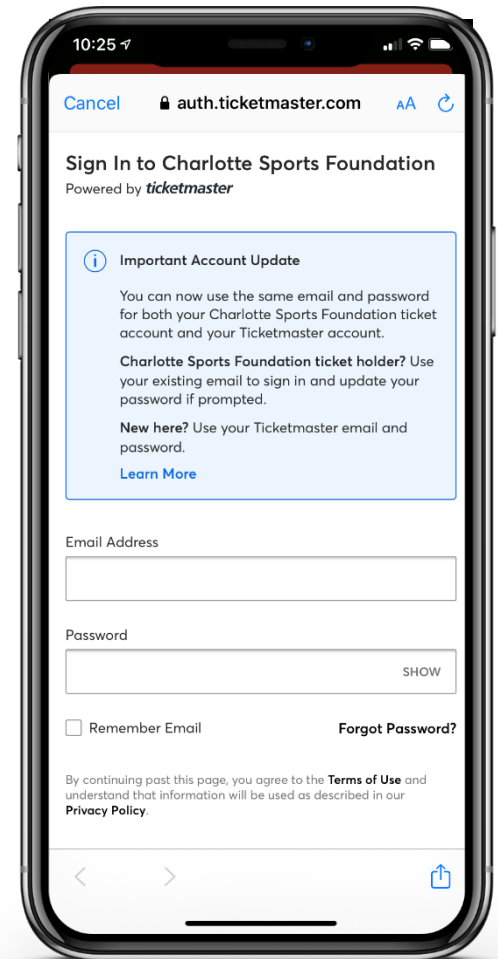 10:25
Cancel auth.ticketmaster.com AA
Sign In to Charlotte Sports Foundation
Powered by ticketmaster
Important Account Update
You can now use the same email and password
for both your Charlotte Sports Foundation ticket
account and your Ticketmaster account.
Charlotte Sports Foundation ticket holder? Use
your existing email to sign in and update your
password if prompted.
New here? Use your Ticketmaster email and
password.
Learn More
Email Address
Password
SHOW
Remember Email Forgot Password?
By continuing past this page, you agree to the Terms of Use and
understand that information will be used as described in our
Privacy Policy.